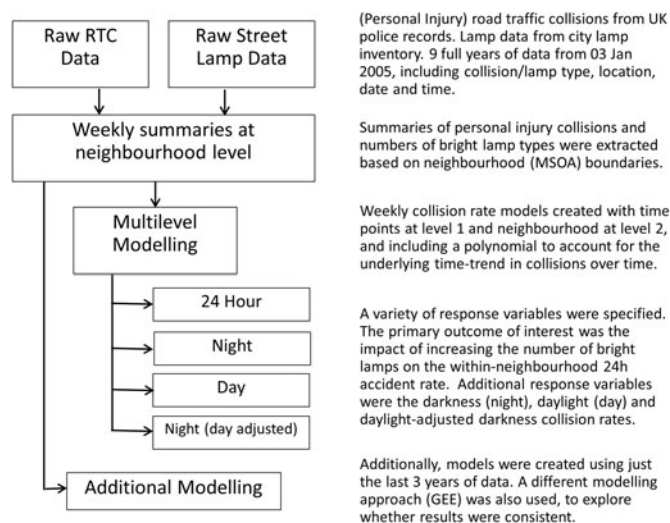 Raw RTC
Data
Raw Street
Lamp Data
(Personal Injury) road traffic collisions from UK
police records. Lamp data from city lamp
inventory. 9 full years of data from 03 Jan
2005, including collision/lamp type, location,
date and time.
Weekly summaries at
neighbourhood level
Summaries of personal injury collisions and
numbers of bright lamp types were extracted
based on neighbourhood (MSOA) boundaries.
Multilevel
Modelling
Weekly collision rate models created with time
points at level 1 and neighbourhood at level 2,
and including a polynomial to account for the
underlying time-trend in collisions over time.
24 Hour
Night
Day
Night (day adjusted)
A variety of response variables were specified.
The primary outcome of interest was the
impact of increasing the number of bright
lamps on the within-neighbourhood 24h
accident rate. Additional response variables
were the darkness (night), daylight (day) and
daylight-adjusted darkness collision rates.
Additional Modelling
Additionally, models were created using just
the last 3 years of data. A different modelling
approach (GEE) was also used, to explore
whether results were consistent.